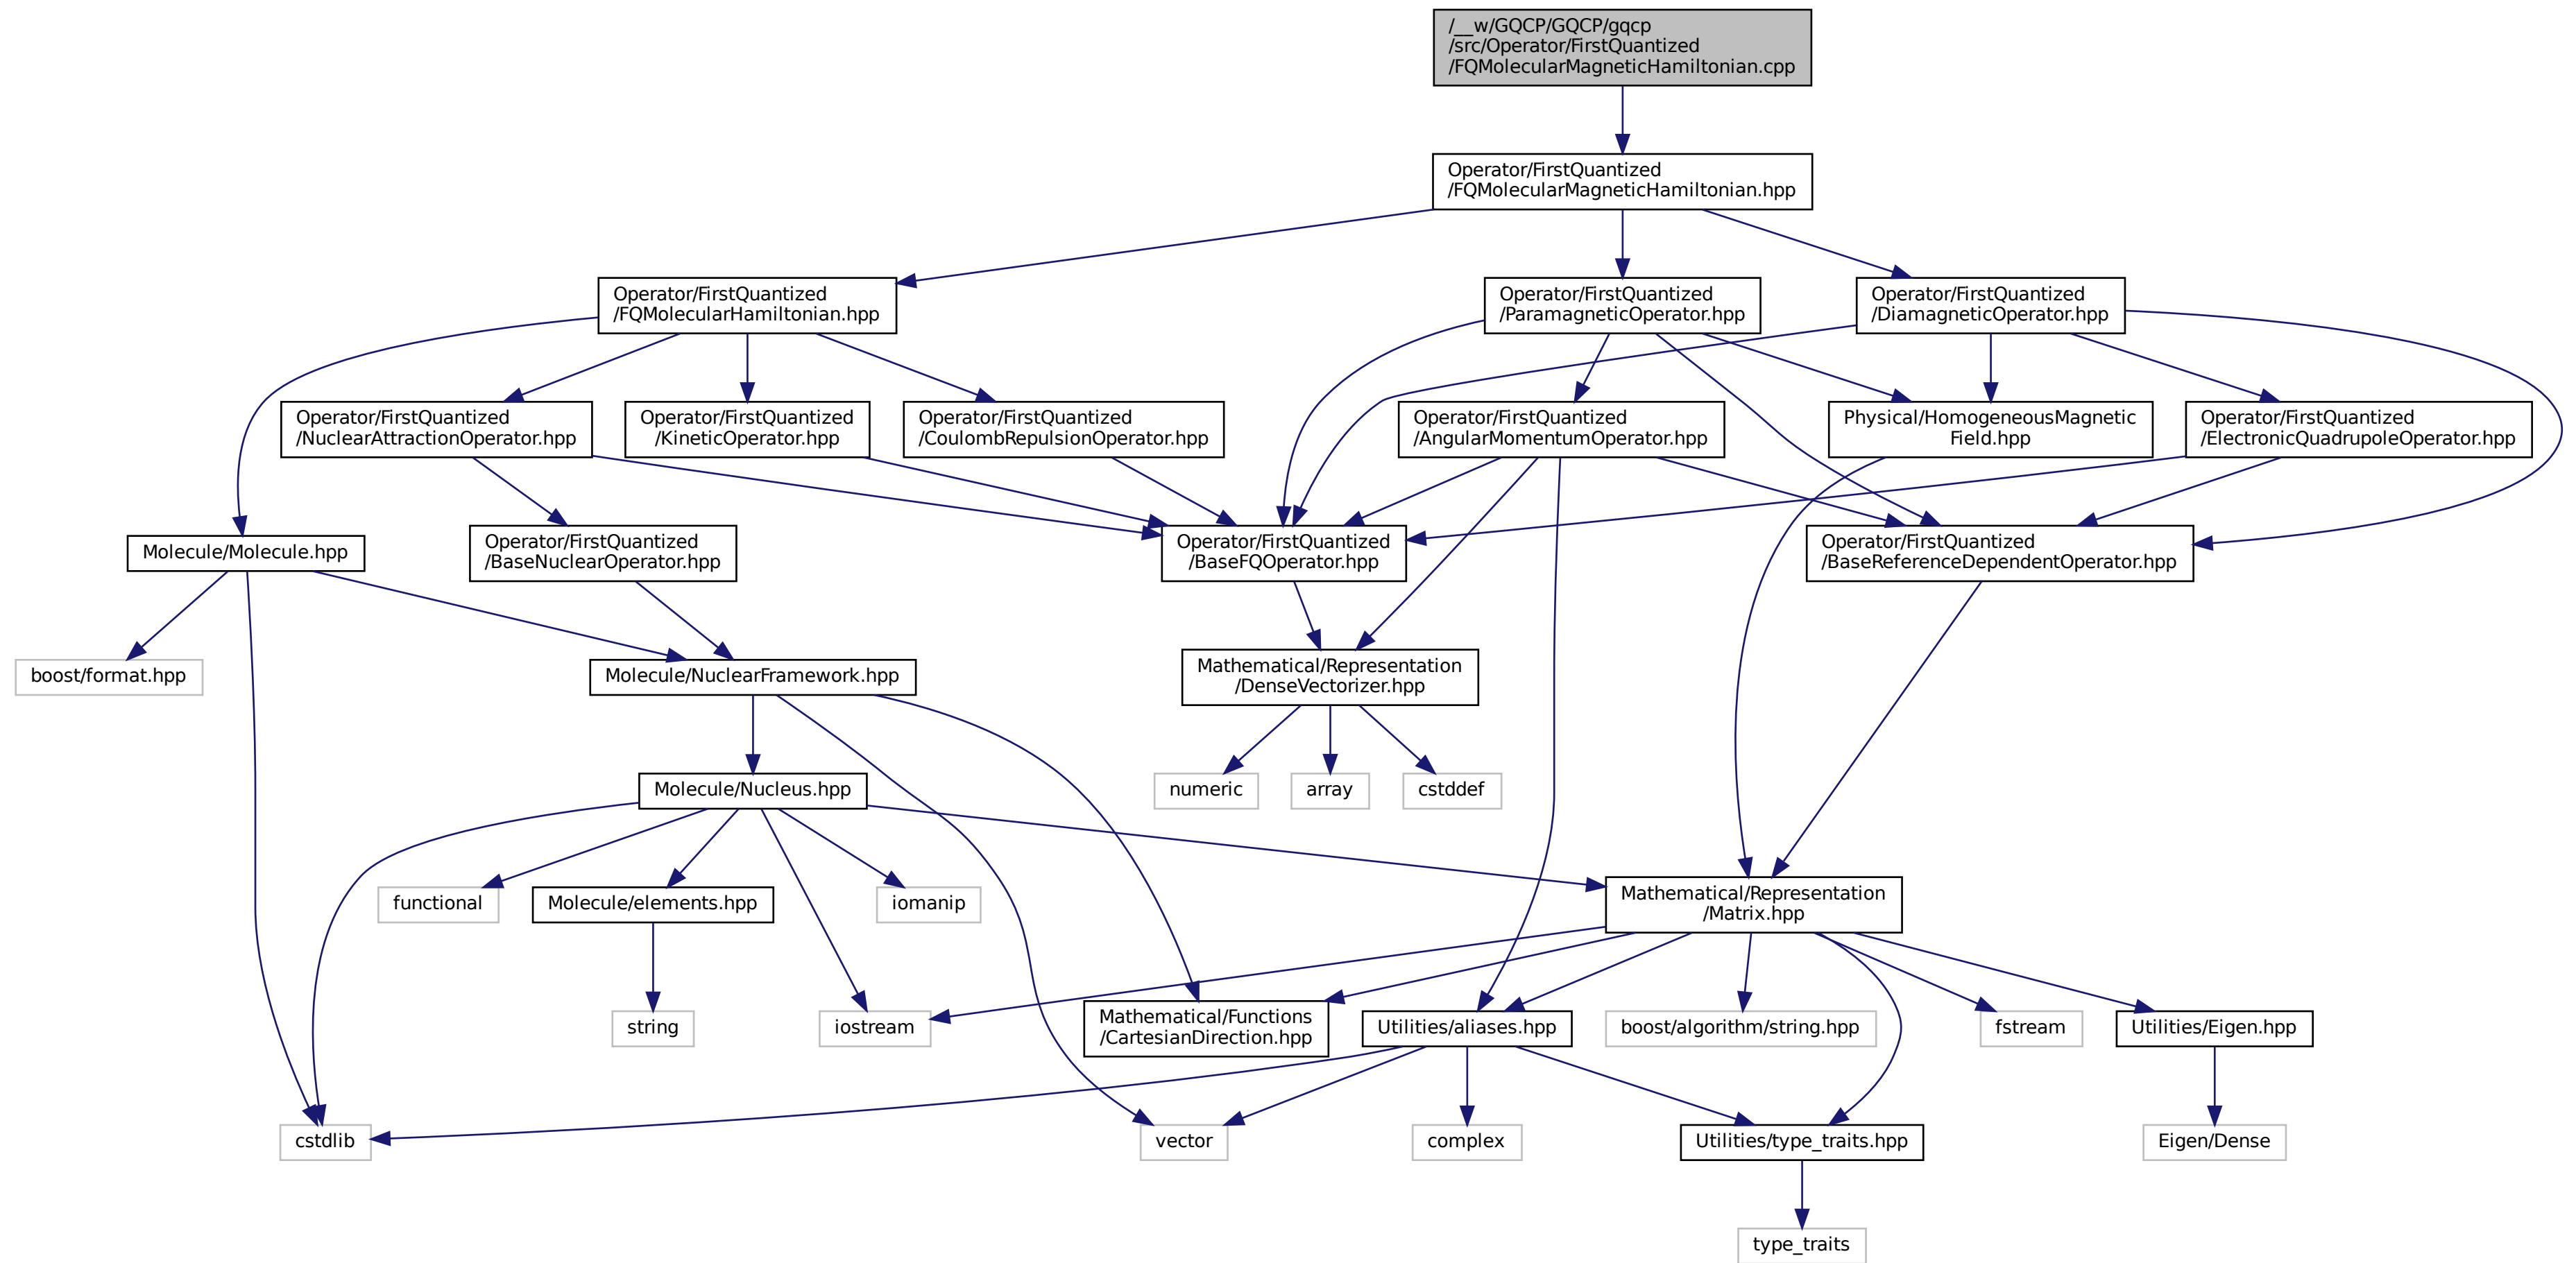 /__w/GQCP/GQCP/gqcp
/src/Operator/FirstQuantized
/FQMolecularMagneticHamiltonian.cpp
Operator/FirstQuantized
/FQMolecularMagneticHamiltonian.hpp
Operator/FirstQuantized
/FQMolecularHamiltonian.hpp
Operator/FirstQuantized
/ParamagneticOperator.hpp
Operator/FirstQuantized
/DiamagneticOperator.hpp
Operator/FirstQuantized
/NuclearAttractionOperator.hpp
Operator/FirstQuantized
/KineticOperator.hpp
Operator/FirstQuantized
/CoulombRepulsionOperator.hpp
Operator/FirstQuantized
/AngularMomentumOperator.hpp
Physical/HomogeneousMagnetic
Field.hpp
Operator/FirstQuantized
/ElectronicQuadrupoleOperator.hpp
Molecule/Molecule.hpp
Operator/FirstQuantized
/BaseNuclearOperator.hpp
Operator/FirstQuantized
/BaseFQOperator.hpp
Operator/FirstQuantized
/BaseReferenceDependentOperator.hpp
boost/format.hpp
Molecule/NuclearFramework.hpp
Mathematical/Representation
/DenseVectorizer.hpp
Molecule/Nucleus.hpp
numeric
array
cstddef
functional
Molecule/elements.hpp
iomanip
Mathematical/Representation
/Matrix.hpp
string
iostream
Mathematical/Functions
/CartesianDirection.hpp
Utilities/aliases.hpp
boost/algorithm/string.hpp
fstream
Utilities/Eigen.hpp
cstdlib
vector
complex
Utilities/type_traits.hpp
Eigen/Dense
type_traits